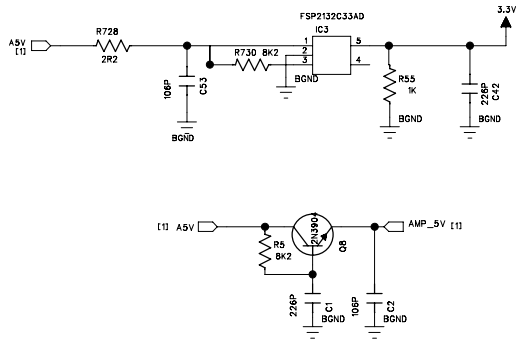 FSP2132C33AD
IC3
3.3V
A5V
[1]
R728
2R2
R730 8K2
1
2
3
5
4
106P
C53
BGND
BGND
R55
1K
BGND
226P
C42
BGND
[1] A5V
R5
8K2
2N3904
Q8
AMP_5V [1]
226P
C1
BGND
106P
C2
BGND